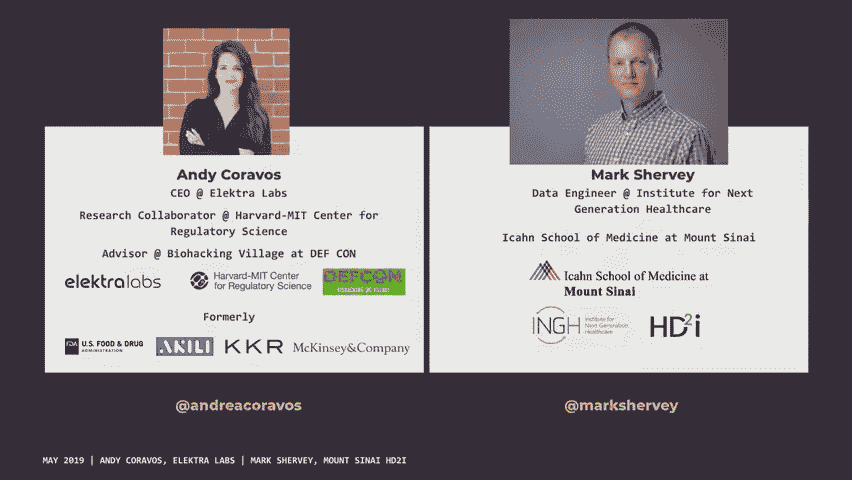 Andy Coravos
CEO @ Elektra Labs
Research Collaborator @ Harvard-MIT Center for
Regulatory Science
Advisor @ Biohacking Village at DEF CON
elektralabs
Harvard-MIT Center
for Regulatory Science
DEFCON
Formerly
FDA
U.S. FOOD & DRUG
ADMINISTRATION
AKILI
KKR
McKinsey&Company
@andreacoravos
Mark Shervey
Data Engineer @ Institute for Next
Generation Healthcare
Icahn School of Medicine at Mount Sinai
Icahn School of Medicine at
Mount Sinai
INGH
Institute for
Next Generation
Healthcare
HD2i
@markshervey
MAY 2019 | ANDY CORAVOS, ELEKTRA LABS | MARK SHERVEY, MOUNT SINAI HD2I